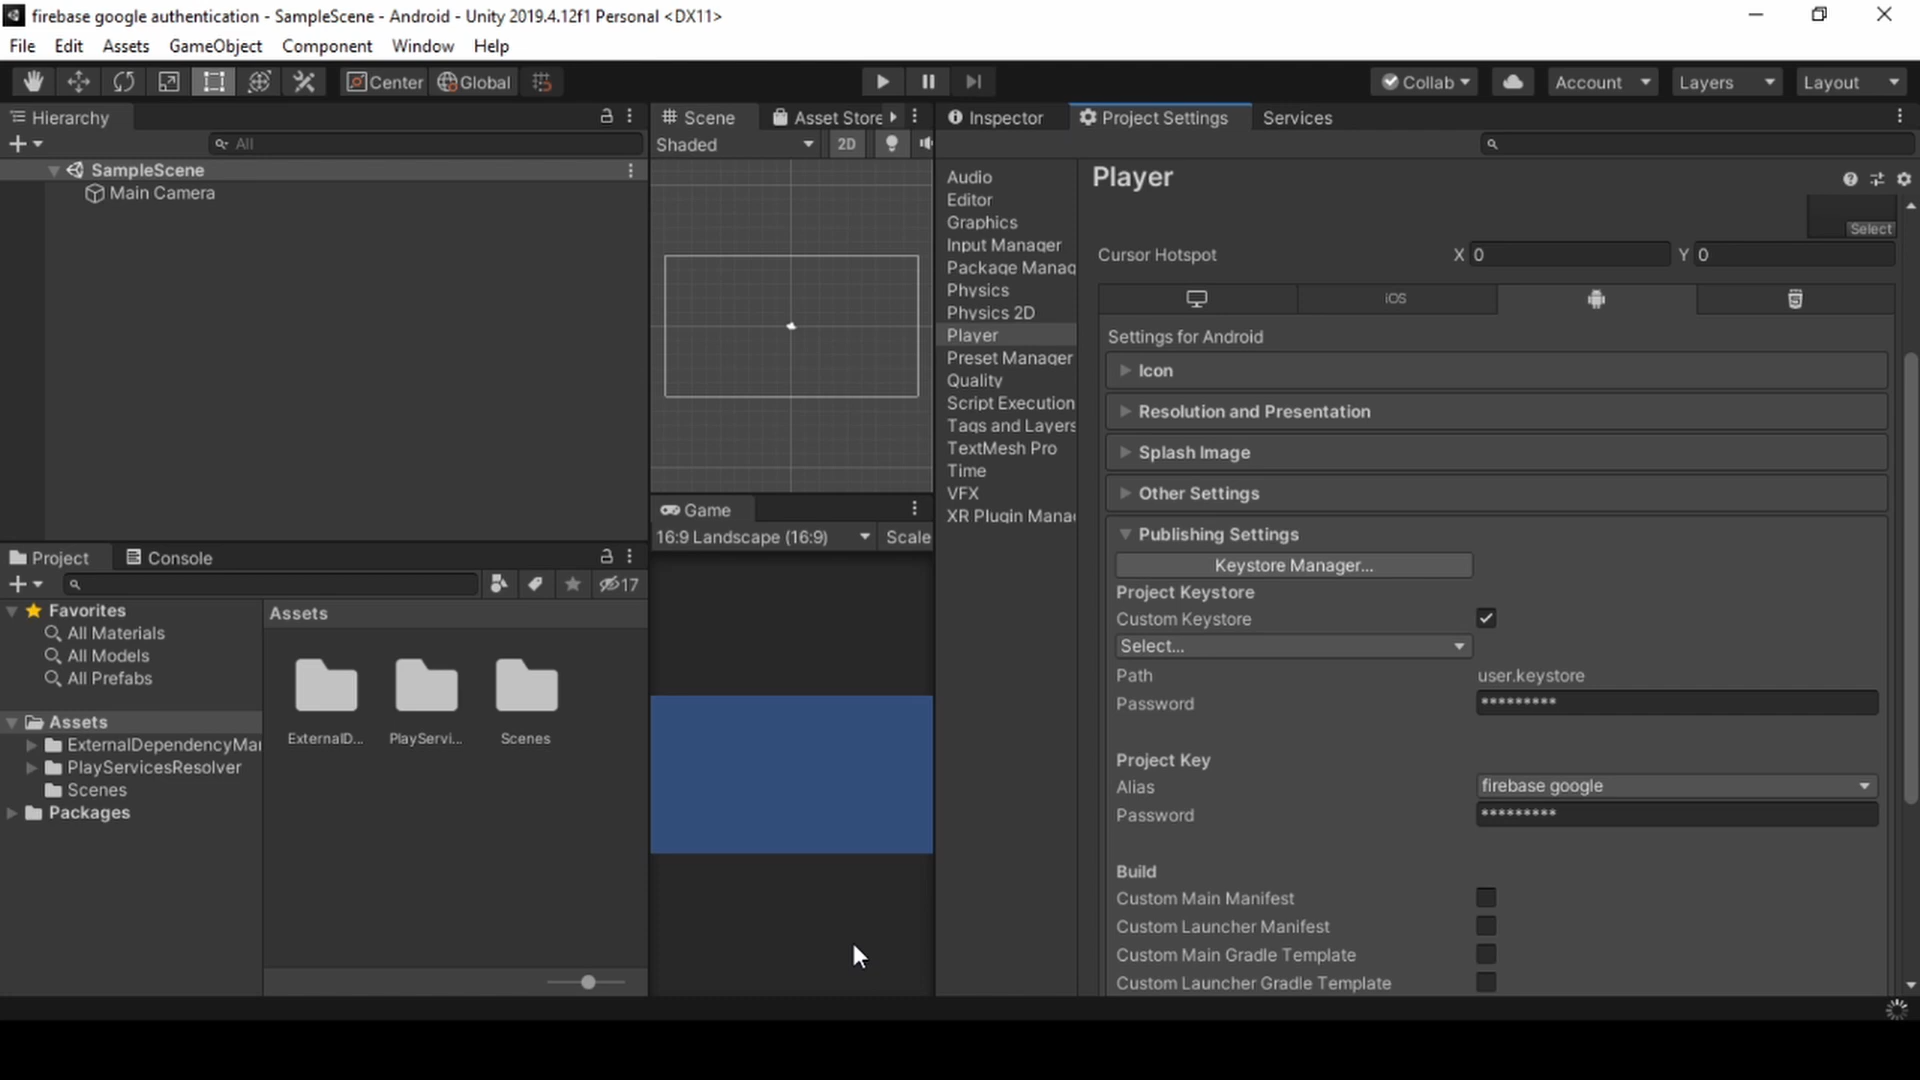 firebase google authentication - SampleScene - Android - Unity 2019.4.12f1 Personal <DX11>
File Edit Assets GameObject Component Window Help
Center Global Collab Account Layers Layout
Hierarchy
All
SampleScene
Main Camera
Scene Asset Store
Shaded 2D
Game
16:9 Landscape (16:9) Scale
Project Console
17
Favorites
All Materials
All Models
All Prefabs
Assets
ExternalDependencyMa
PlayServicesResolver
Scenes
Packages
Assets
ExternalD...
PlayServi...
Scenes
Inspector Project Settings Services
Audio
Editor
Graphics
Input Manager
Package Manag
Physics
Physics 2D
Player
Preset Manager
Quality
Script Execution
Tags and Layers
TextMesh Pro
Time
VFX
XR Plugin Mana
Player
Select
Cursor Hotspot X 0 Y 0
iOS
Settings for Android
Icon
Resolution and Presentation
Splash Image
Other Settings
Publishing Settings
Keystore Manager...
Project Keystore
Custom Keystore
Select...
Path user.keystore
Password *********
Project Key
Alias firebase google
Password *********
Build
Custom Main Manifest
Custom Launcher Manifest
Custom Main Gradle Template
Custom Launcher Gradle Template